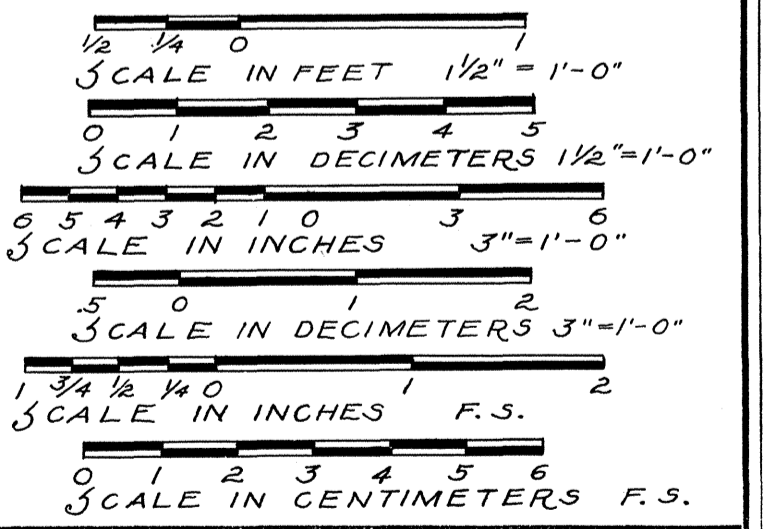 1/2 1/4 0 1
SCALE IN FEET 1 1/2" = 1'-0"
0 1 2 3 4 5
SCALE IN DECIMETERS 1 1/2"=1'-0"
6 5 4 3 2 1 0 3 6
SCALE IN INCHES 3"=1'-0"
.5 0 1 2
SCALE IN DECIMETERS 3"=1'-0"
1 3/4 1/2 1/4 0 1 2
SCALE IN INCHES F.S.
0 1 2 3 4 5 6
SCALE IN CENTIMETERS F.S.